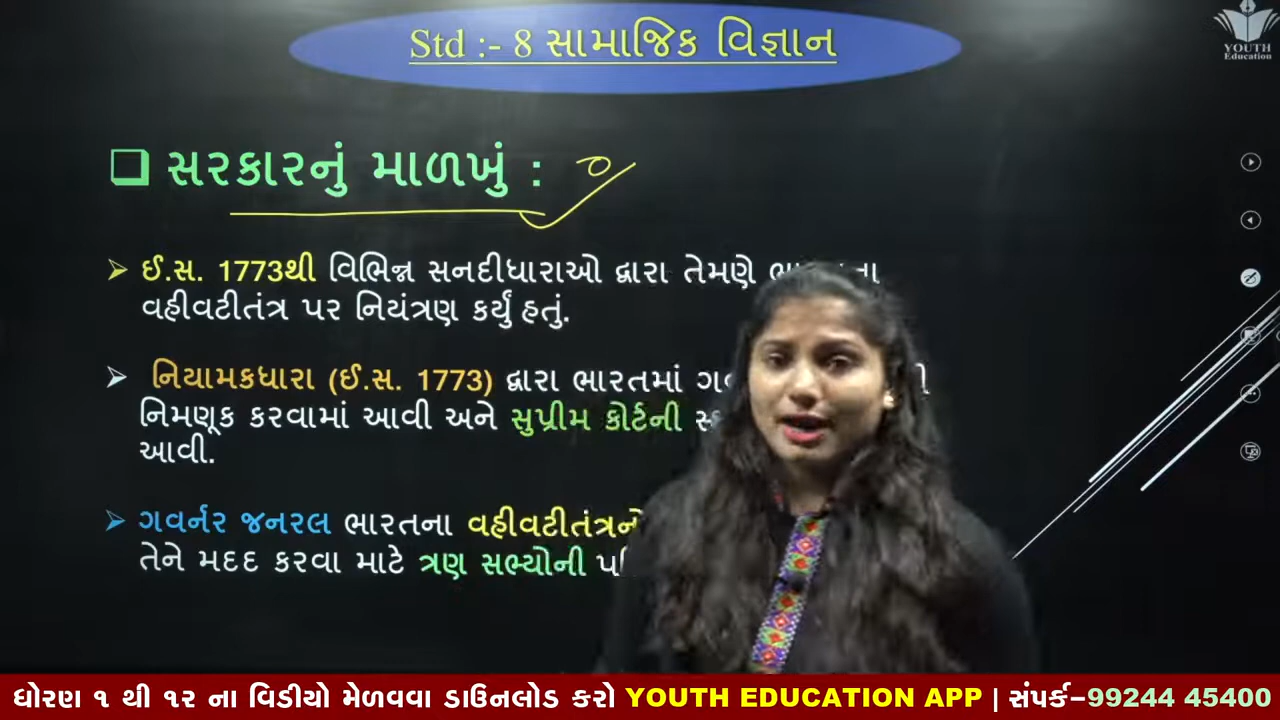 Std :- 8 સામાજિક વિજ્ઞાન
YOUTH
Education
સરકારનું માળખું :
ઈ.સ. 1773થી વિભિન્ન સનદીધારાઓ દ્વારા તેમણે
વહીવટીતંત્ર પર નિયંત્રણ કર્યું હતું.
નિયામકધારા (ઈ.સ. 1773) દ્વારા ભારતમાં
નિમણૂક કરવામાં આવી અને સુપ્રીમ કોર્ટની
આવી.
ગવર્નર જનરલ ભારતના વહીવટીતંત્રનો
તેને મદદ કરવા માટે ત્રણ સભ્યોની
ધોરણ ૧ થી ૧૨ ના વિડીયો મેળવવા ડાઉનલોડ કરો YOUTH EDUCATION APP | સંપર્ક-99244 45400